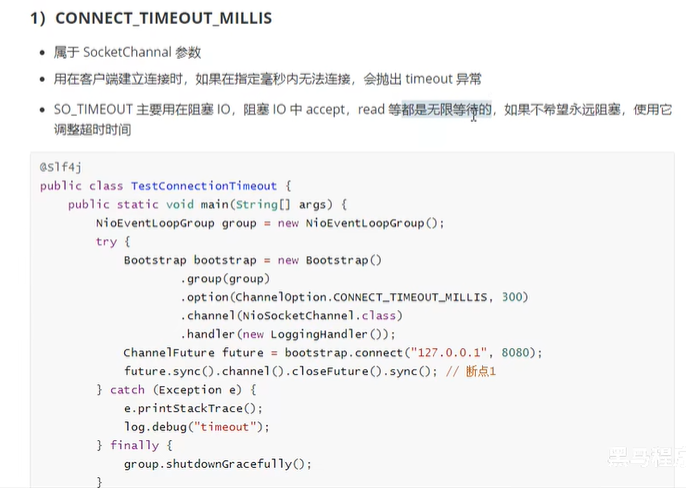 1）CONNECT_TIMEOUT_MILLIS
• 属于 SocketChannal 参数
• 用在客户端建立连接时，如果在指定毫秒内无法连接，会抛出 timeout 异常
• SO_TIMEOUT 主要用在阻塞 IO，阻塞 IO 中 accept，read 等都是无限等待的，如果不希望永远阻塞，使用它
调整超时时间
@Slf4j
public class TestConnectionTimeout {
    public static void main(String[] args) {
        NioEventLoopGroup group = new NioEventLoopGroup();
        try {
            Bootstrap bootstrap = new Bootstrap()
                    .group(group)
                    .option(ChannelOption.CONNECT_TIMEOUT_MILLIS, 300)
                    .channel(NioSocketChannel.class)
                    .handler(new LoggingHandler());
            ChannelFuture future = bootstrap.connect("127.0.0.1", 8080);
            future.sync().channel().closeFuture().sync(); // 断点1
        } catch (Exception e) {
            e.printStackTrace();
            log.debug("timeout");
        } finally {
            group.shutdownGracefully();
        }
黑马程